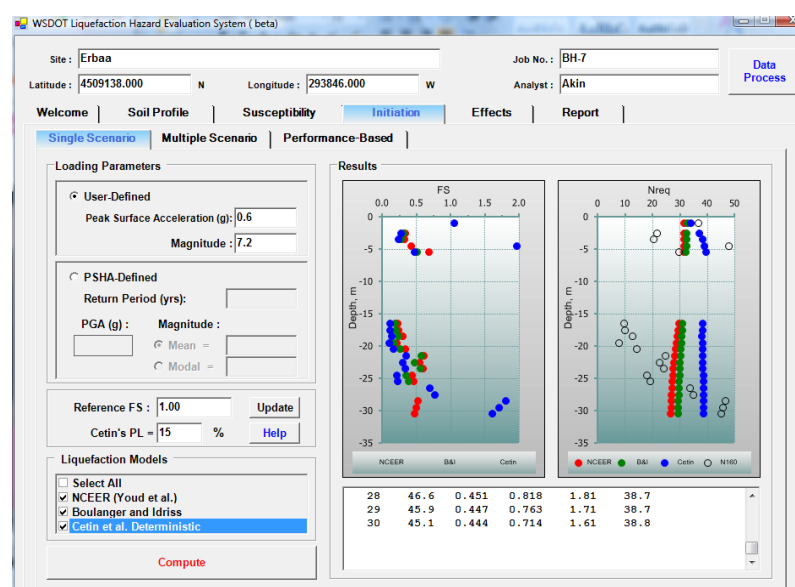 WSDOT Liquefaction Hazard Evaluation System ( beta)
Site : Erbaa Job No. : BH-7
Latitude : 4509138.000 N Longitude : 293846.000 W Analyst : Akin
Data Process
Welcome Soil Profile Susceptibility Initiation Effects Report
Single Scenario Multiple Scenario Performance-Based
Loading Parameters
User-Defined
Peak Surface Acceleration (g): 0.6
Magnitude : 7.2
PSHA-Defined
Return Period (yrs):
PGA (g) : Magnitude :
Mean =
Modal =
Reference FS : 1.00 Update
Cetin's PL = 15 % Help
Liquefaction Models
Select All
NCEER (Youd et al.)
Boulanger and Idriss
Cetin et al. Deterministic
Compute
Results
FS
0.0 0.5 1.0 1.5 2.0
0
-5
-10
-15
-20
-25
-30
-35
Depth, m
NCEER B&I Cetin
Nreq
0 10 20 30 40 50
0
-5
-10
-15
-20
-25
-30
-35
Depth, m
NCEER B&I Cetin N160
28 46.6 0.451 0.818 1.81 38.7
29 45.9 0.447 0.763 1.71 38.7
30 45.1 0.444 0.714 1.61 38.8